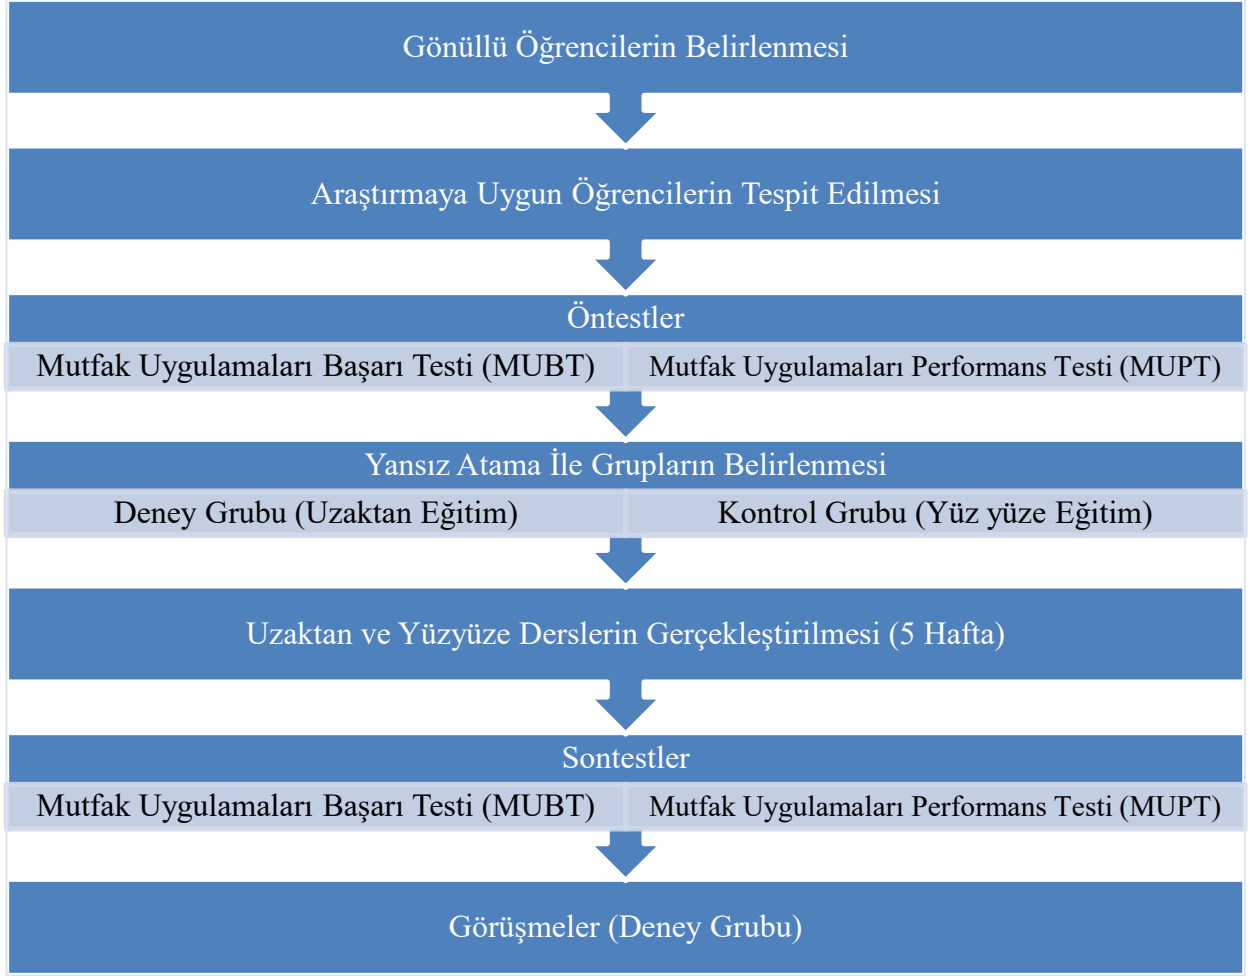 Gönüllü Öğrencilerin Belirlenmesi
Araştırmaya Uygun Öğrencilerin Tespit Edilmesi
Öntestler
Mutfak Uygulamaları Başarı Testi (MUBT)
Mutfak Uygulamaları Performans Testi (MUPT)
Yansız Atama İle Grupların Belirlenmesi
Deney Grubu (Uzaktan Eğitim)
Kontrol Grubu (Yüz yüze Eğitim)
Uzaktan ve Yüzyüze Derslerin Gerçekleştirilmesi (5 Hafta)
Sontestler
Mutfak Uygulamaları Başarı Testi (MUBT)
Mutfak Uygulamaları Performans Testi (MUPT)
Görüşmeler (Deney Grubu)